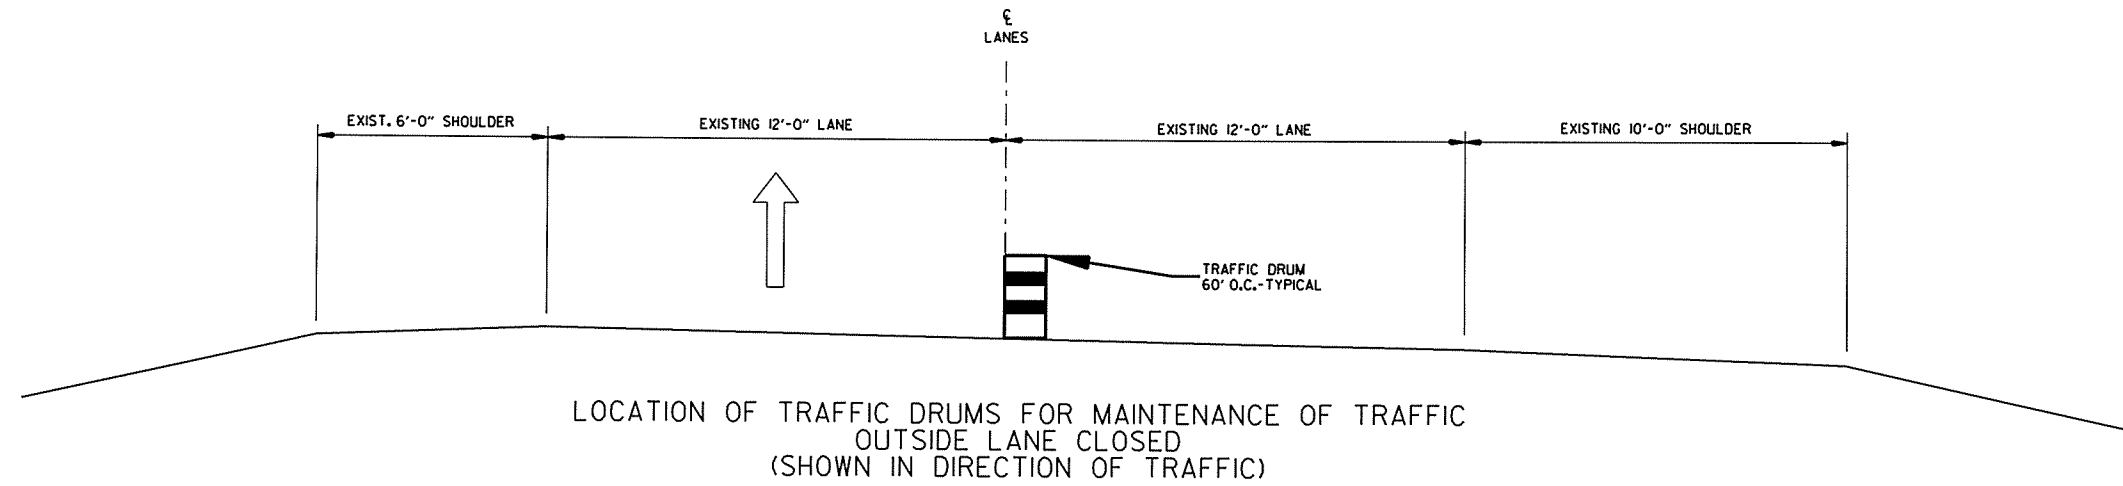 ℄
LANES
EXIST. 6'-0" SHOULDER
EXISTING 12'-0" LANE
EXISTING 12'-0" LANE
EXISTING 10'-0" SHOULDER
TRAFFIC DRUM
60' O.C.-TYPICAL
LOCATION OF TRAFFIC DRUMS FOR MAINTENANCE OF TRAFFIC
OUTSIDE LANE CLOSED
(SHOWN IN DIRECTION OF TRAFFIC)